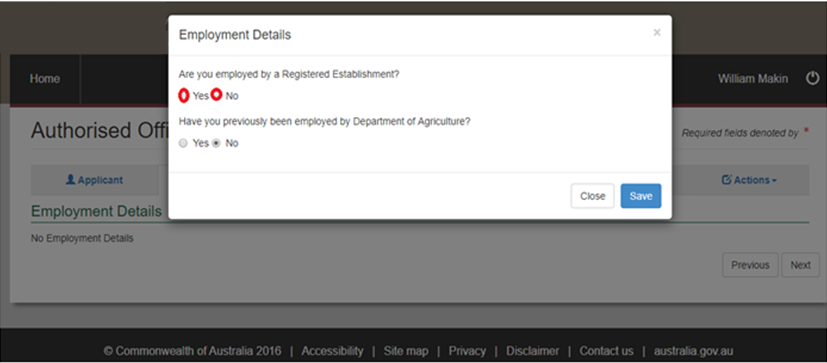 Employment Details
×
Are you employed by a Registered Establishment?
Yes No
Have you previously been employed by Department of Agriculture?
Yes No
Close Save
Home
William Makin
Authorised Offi
Required fields denoted by *
Applicant
Actions
Employment Details
No Employment Details
Previous Next
© Commonwealth of Australia 2016 | Accessibility | Site map | Privacy | Disclaimer | Contact us | australia.gov.au